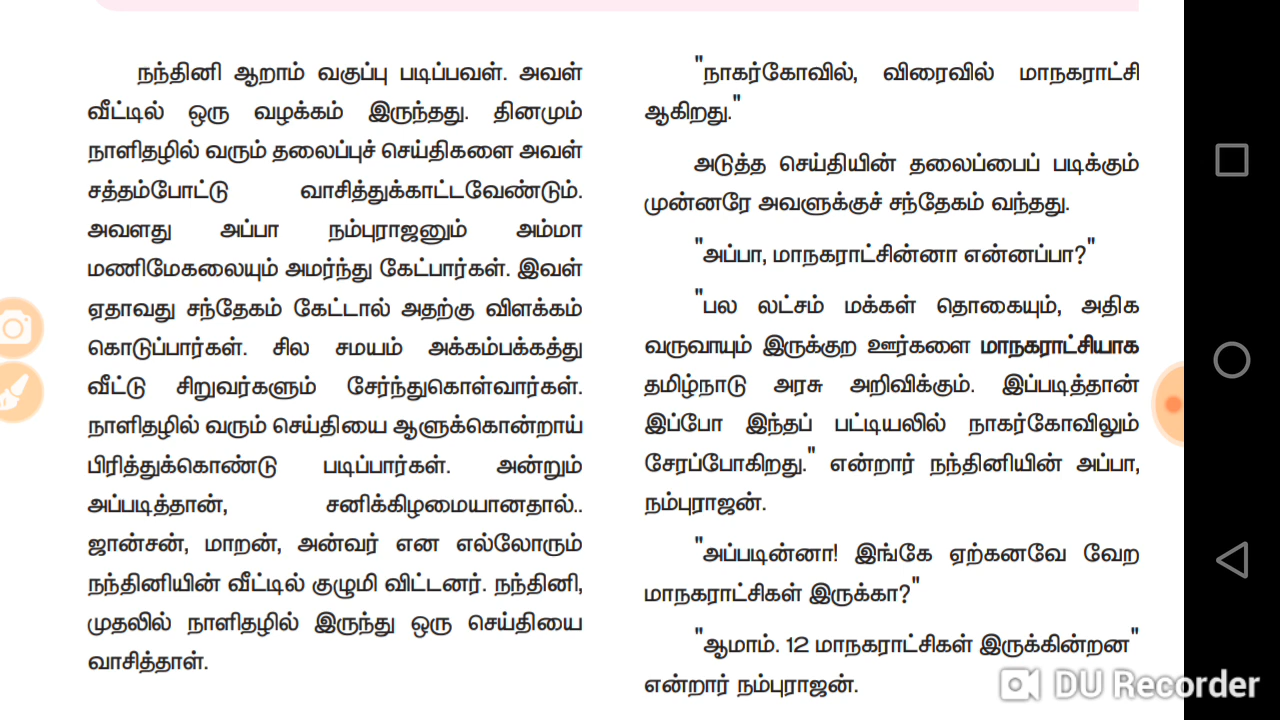 நந்தினி ஆறாம் வகுப்பு படிப்பவள். அவள்
வீட்டில் ஒரு வழக்கம் இருந்தது. தினமும்
நாளிதழில் வரும் தலைப்புச் செய்திகளை அவள்
சத்தம்போட்டு வாசித்துக்காட்டவேண்டும்.
அவளது அப்பா நம்புராஜனும் அம்மா
மணிமேகலையும் அமர்ந்து கேட்பார்கள். இவள்
ஏதாவது சந்தேகம் கேட்டால் அதற்கு விளக்கம்
கொடுப்பார்கள். சில சமயம் அக்கம்பக்கத்து
வீட்டு சிறுவர்களும் சேர்ந்துகொள்வார்கள்.
நாளிதழில் வரும் செய்தியை ஆளுக்கொன்றாய்
பிரித்துக்கொண்டு படிப்பார்கள். அன்றும்
அப்படித்தான், சனிக்கிழமையானதால்..
ஜான்சன், மாறன், அன்வர் என எல்லோரும்
நந்தினியின் வீட்டில் குழுமி விட்டனர். நந்தினி,
முதலில் நாளிதழில் இருந்து ஒரு செய்தியை
வாசித்தாள்.
"நாகர்கோவில், விரைவில் மாநகராட்சி
ஆகிறது."
அடுத்த செய்தியின் தலைப்பைப் படிக்கும்
முன்னரே அவளுக்குச் சந்தேகம் வந்தது.
"அப்பா, மாநகராட்சின்னா என்னப்பா?"
"பல லட்சம் மக்கள் தொகையும், அதிக
வருவாயும் இருக்குற ஊர்களை மாநகராட்சியாக
தமிழ்நாடு அரசு அறிவிக்கும். இப்படித்தான்
இப்போ இந்தப் பட்டியலில் நாகர்கோவிலும்
சேரப்போகிறது." என்றார் நந்தினியின் அப்பா,
நம்புராஜன்.
"அப்படின்னா! இங்கே ஏற்கனவே வேற
மாநகராட்சிகள் இருக்கா?"
"ஆமாம். 12 மாநகராட்சிகள் இருக்கின்றன"
என்றார் நம்புராஜன்.
DU Recorder